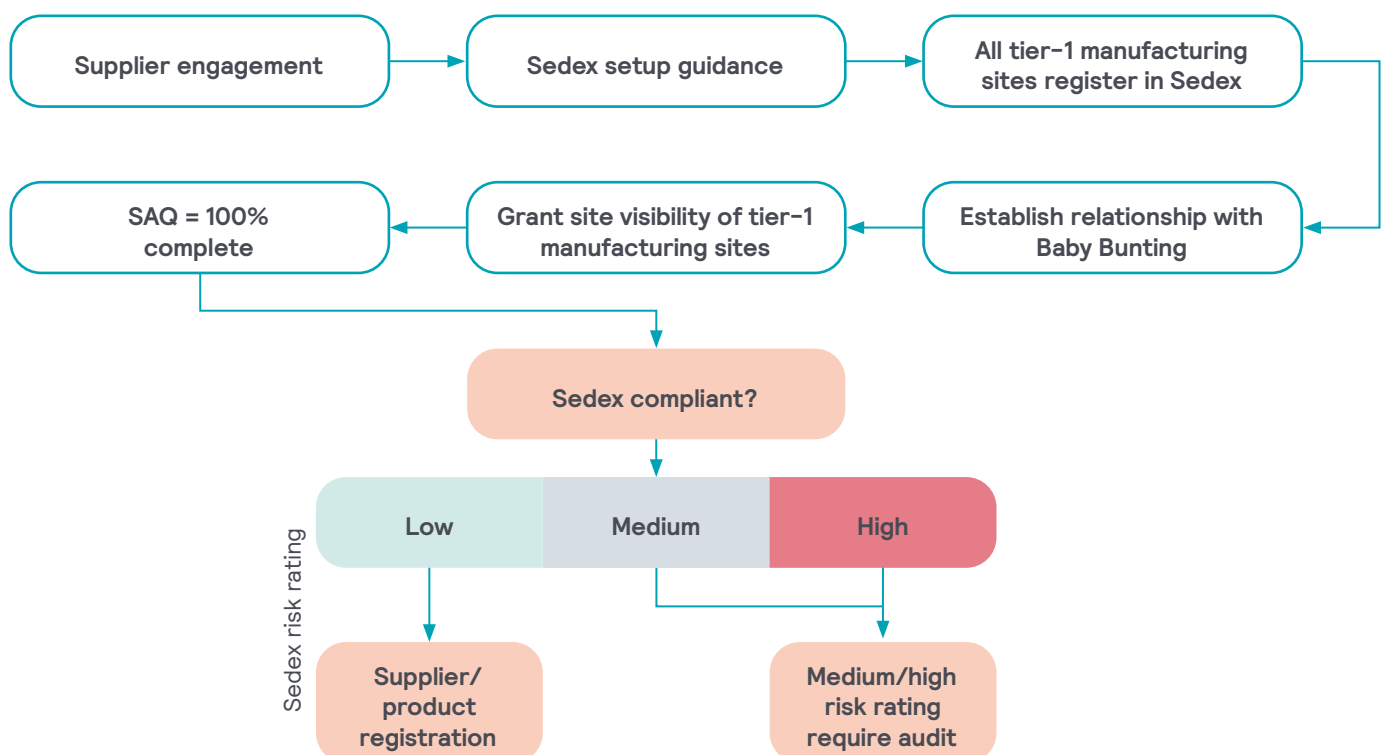 Supplier engagement
Sedex setup guidance
All tier-1 manufacturing
sites register in Sedex
Establish relationship with
Baby Bunting
Grant site visibility of tier-1
manufacturing sites
SAQ = 100%
complete
Sedex compliant?
Sedex risk rating
Low
Medium
High
Supplier/
product
registration
Medium/high
risk rating
require audit